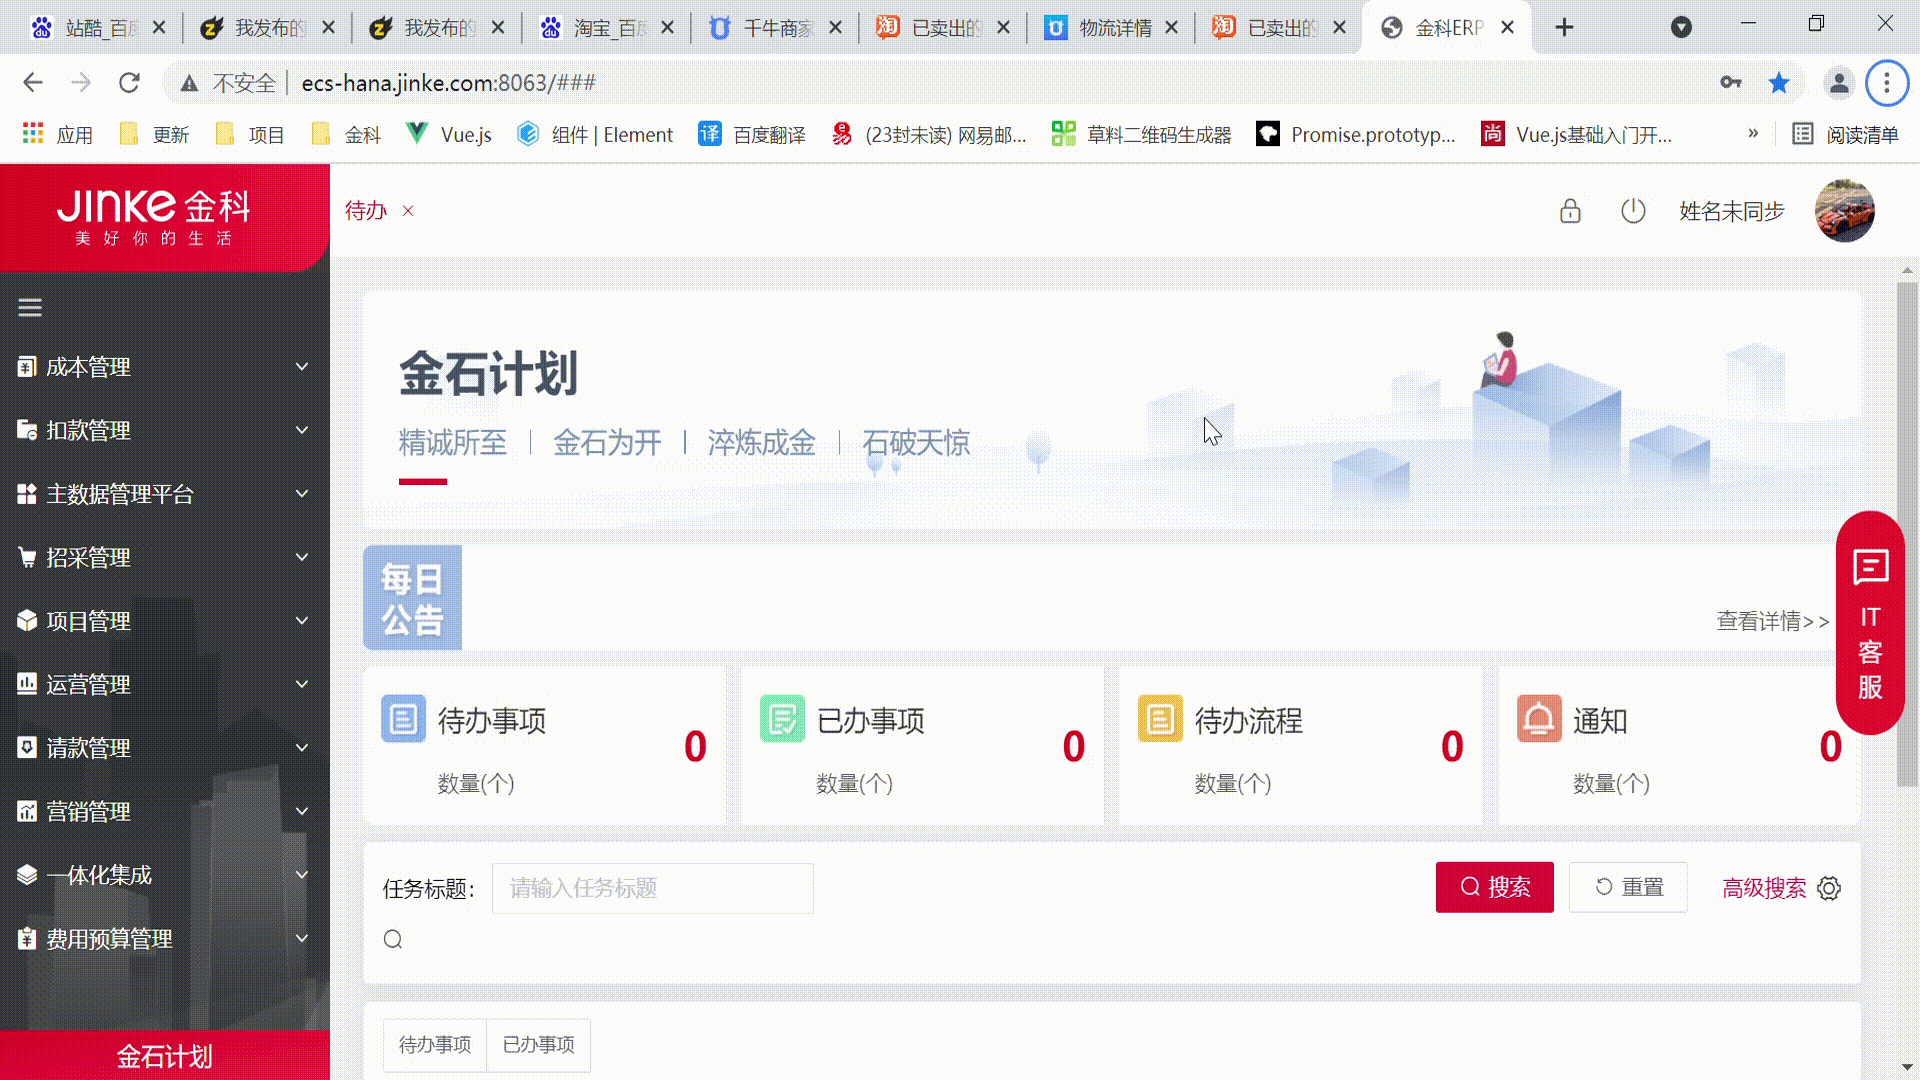 站酷_百度
我发布的
我发布的
淘宝_百度
千牛商家
已卖出的
物流详情
已卖出的
金科ERP
不安全
ecs-hana.jinke.com:8063/###
应用
更新
项目
金科
Vue.js
组件 | Element
百度翻译
(23封未读) 网易邮...
草料二维码生成器
Promise.prototyp...
Vue.js基础入门开...
»
阅读清单
JINKE 金科
美好你的生活
待办
姓名未同步
成本管理
扣款管理
主数据管理平台
招采管理
项目管理
运营管理
请款管理
营销管理
一体化集成
费用预算管理
金石计划
金石计划
精诚所至 | 金石为开 | 淬炼成金 | 石破天惊
每日
公告
查看详情>>
IT
客
服
待办事项
0
数量(个)
已办事项
0
数量(个)
待办流程
0
数量(个)
通知
0
数量(个)
任务标题：
请输入任务标题
搜索
重置
高级搜索
待办事项
已办事项